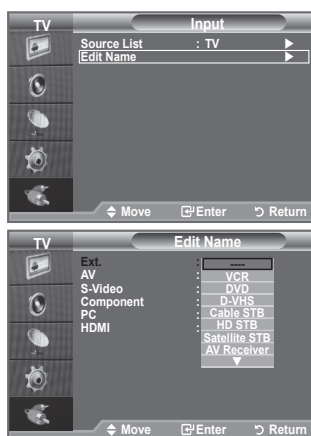 TV Input
Source List : TV ▶
Edit Name ▶
Move Enter Return
TV Edit Name
Ext. : ----
AV : VCR
S-Video : DVD
Component : D-VHS
PC : Cable STB
HDMI : HD STB
Satellite STB
AV Receiver
▼
Move Enter Return